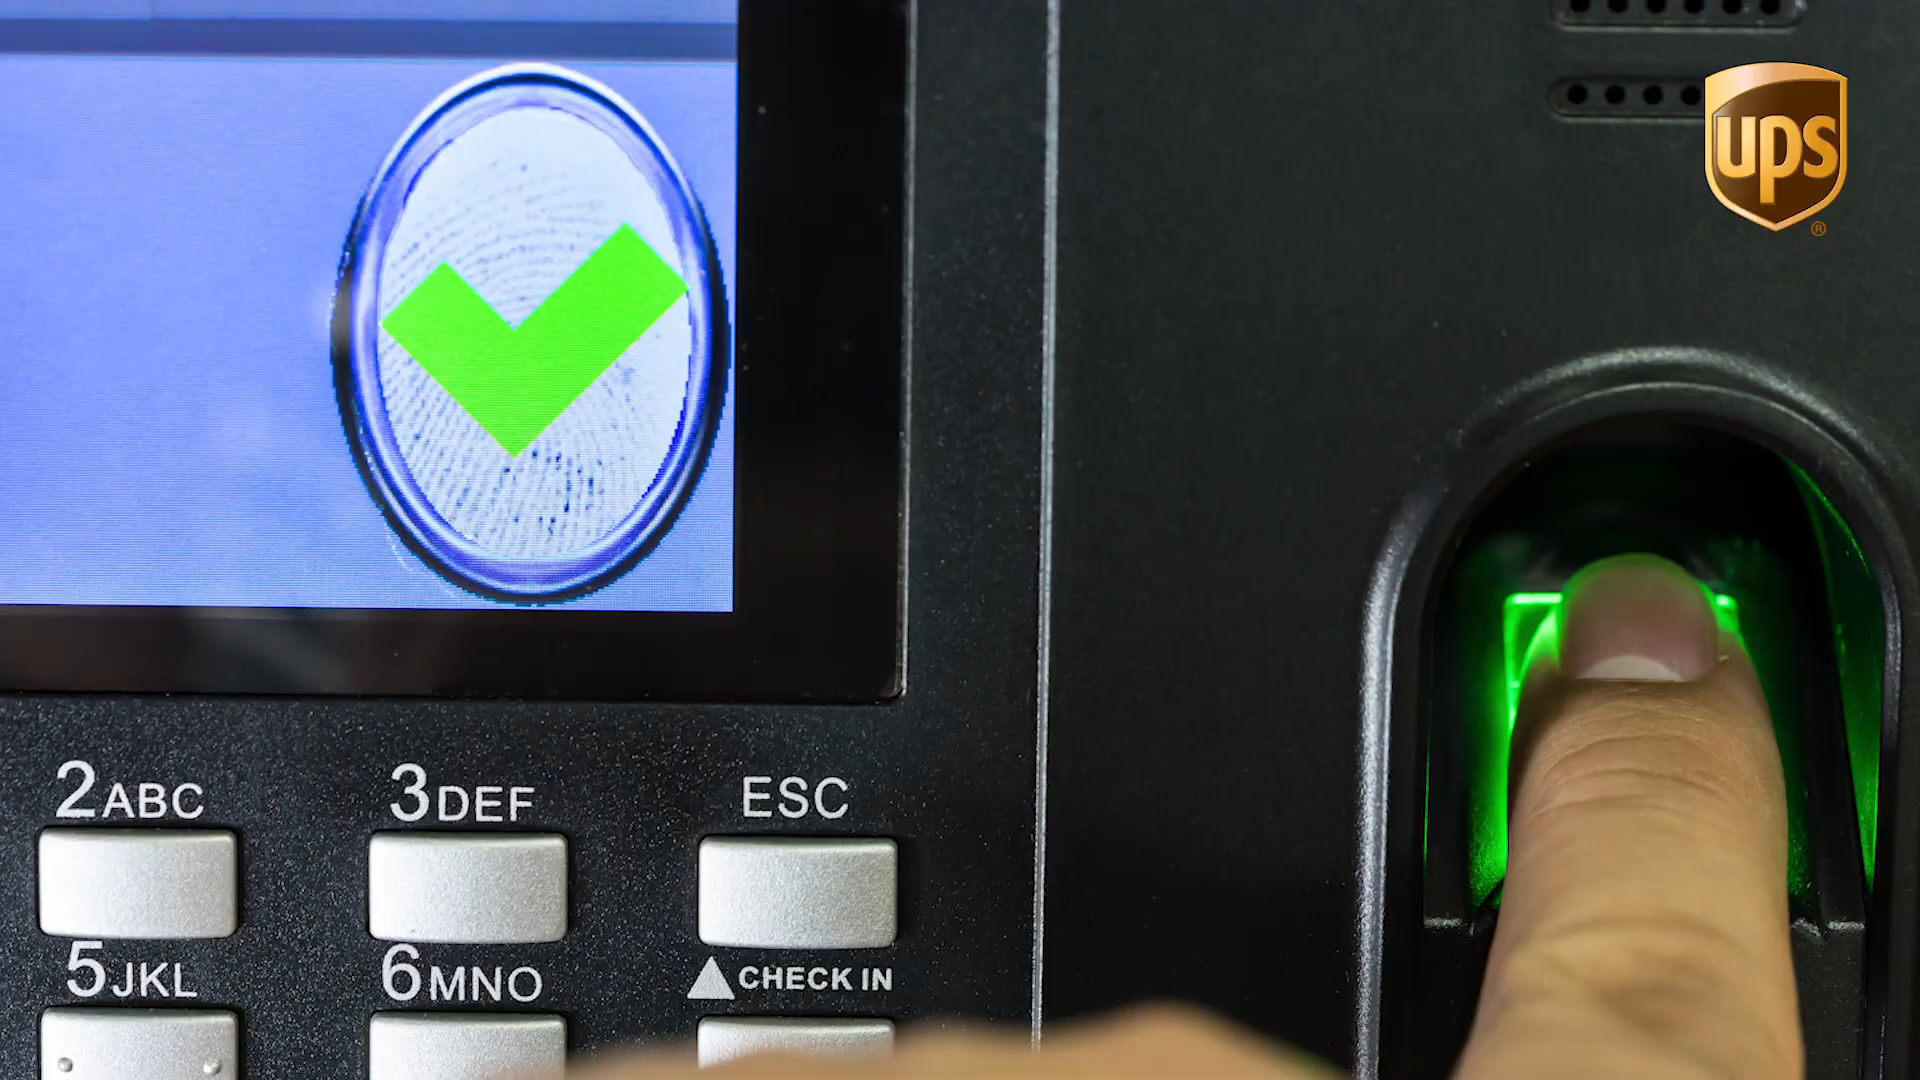 ups
®
2ABC 3DEF ESC
5JKL 6MNO ▲CHECK IN